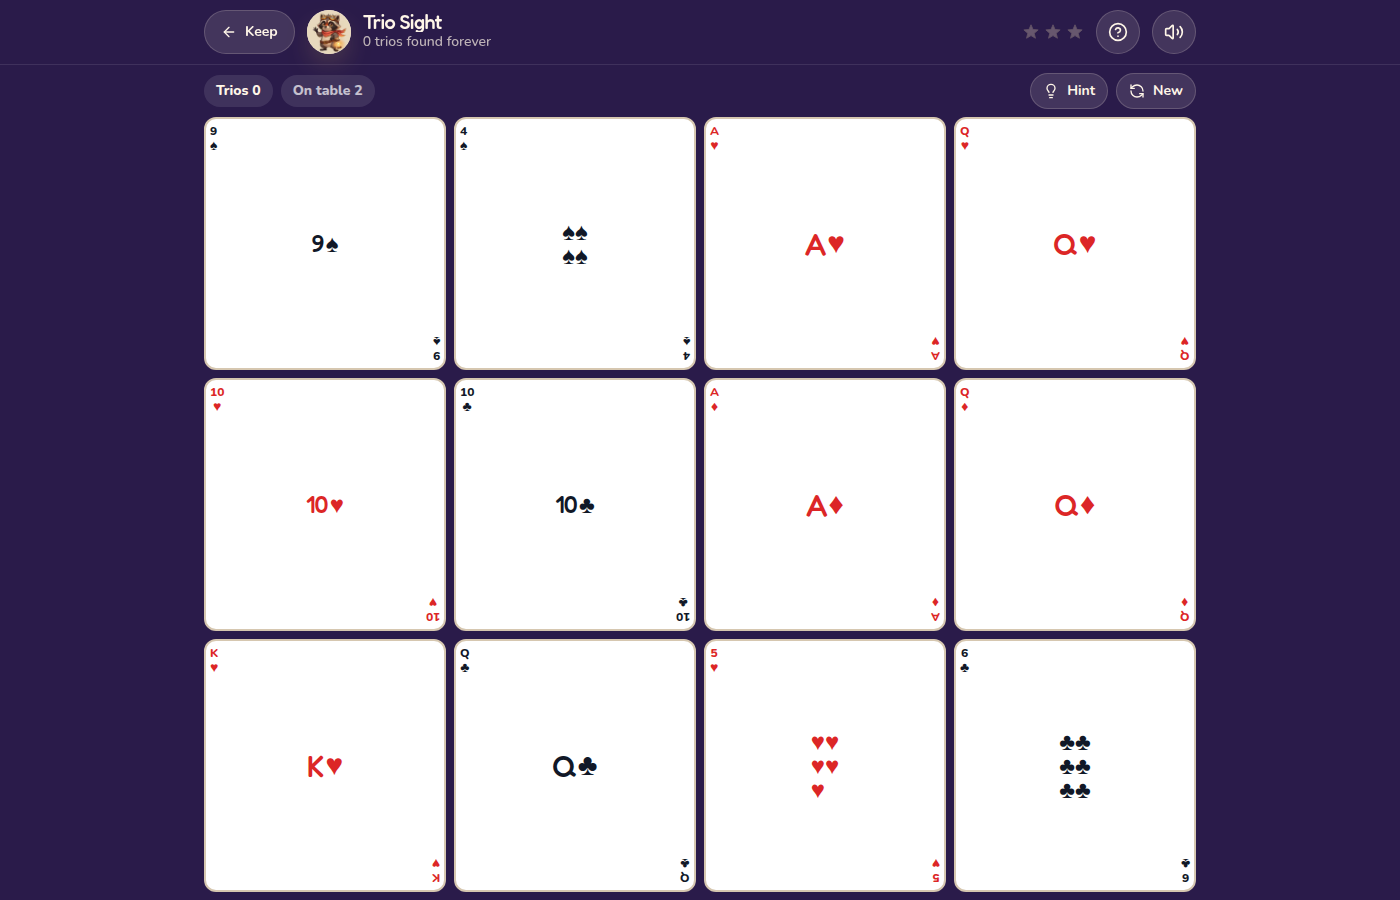 Keep
Trio Sight
0 trios found forever
Trios 0
On table 2
Hint
New
9
♠
9♠
♠
9
4
♠
♠♠
♠♠
♠
4
A
♥
A♥
♥
A
Q
♥
Q♥
♥
Q
10
♥
10♥
♥
10
10
♣
10♣
♣
10
A
♦
A♦
♦
A
Q
♦
Q♦
♦
Q
K
♥
K♥
♥
K
Q
♣
Q♣
♣
Q
5
♥
♥♥
♥♥
♥
♥
5
6
♣
♣♣
♣♣
♣♣
♣
6